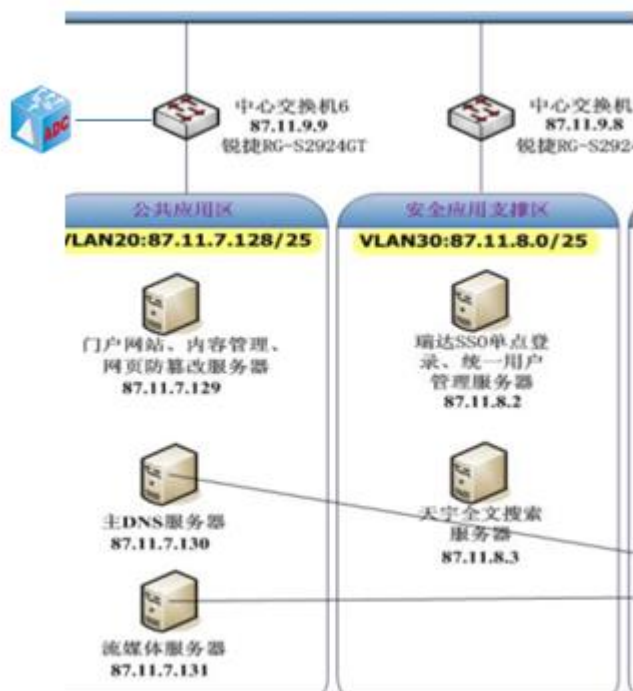 ADC
中心交换机6
87.11.9.9
锐捷RG-S2924GT
中心交换机
87.11.9.8
锐捷RG-S2924
公共应用区
VLAN20:87.11.7.128/25
门户网站、内容管理、
网页防篡改服务器
87.11.7.129
主DNS服务器
87.11.7.130
流媒体服务器
87.11.7.131
安全应用支撑区
VLAN30:87.11.8.0/25
瑞达SSO单点登
录、统一用户
管理服务器
87.11.8.2
天宇全文搜索
服务器
87.11.8.3